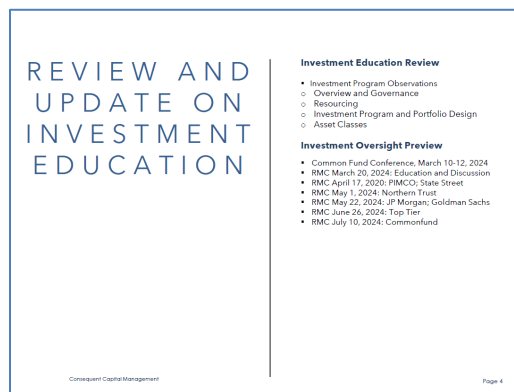 REVIEW AND
UPDATE ON
INVESTMENT
EDUCATION
Investment Education Review
▪ Investment Program Observations
o Overview and Governance
o Resourcing
o Investment Program and Portfolio Design
o Asset Classes
Investment Oversight Preview
▪ Common Fund Conference, March 10-12, 2024
▪ RMC March 20, 2024: Education and Discussion
▪ RMC April 17, 2020: PIMCO; State Street
▪ RMC May 1, 2024: Northern Trust
▪ RMC May 22, 2024: JP Morgan; Goldman Sachs
▪ RMC June 26, 2024: Top Tier
▪ RMC July 10, 2024: Commonfund
Consequent Capital Management
Page 4